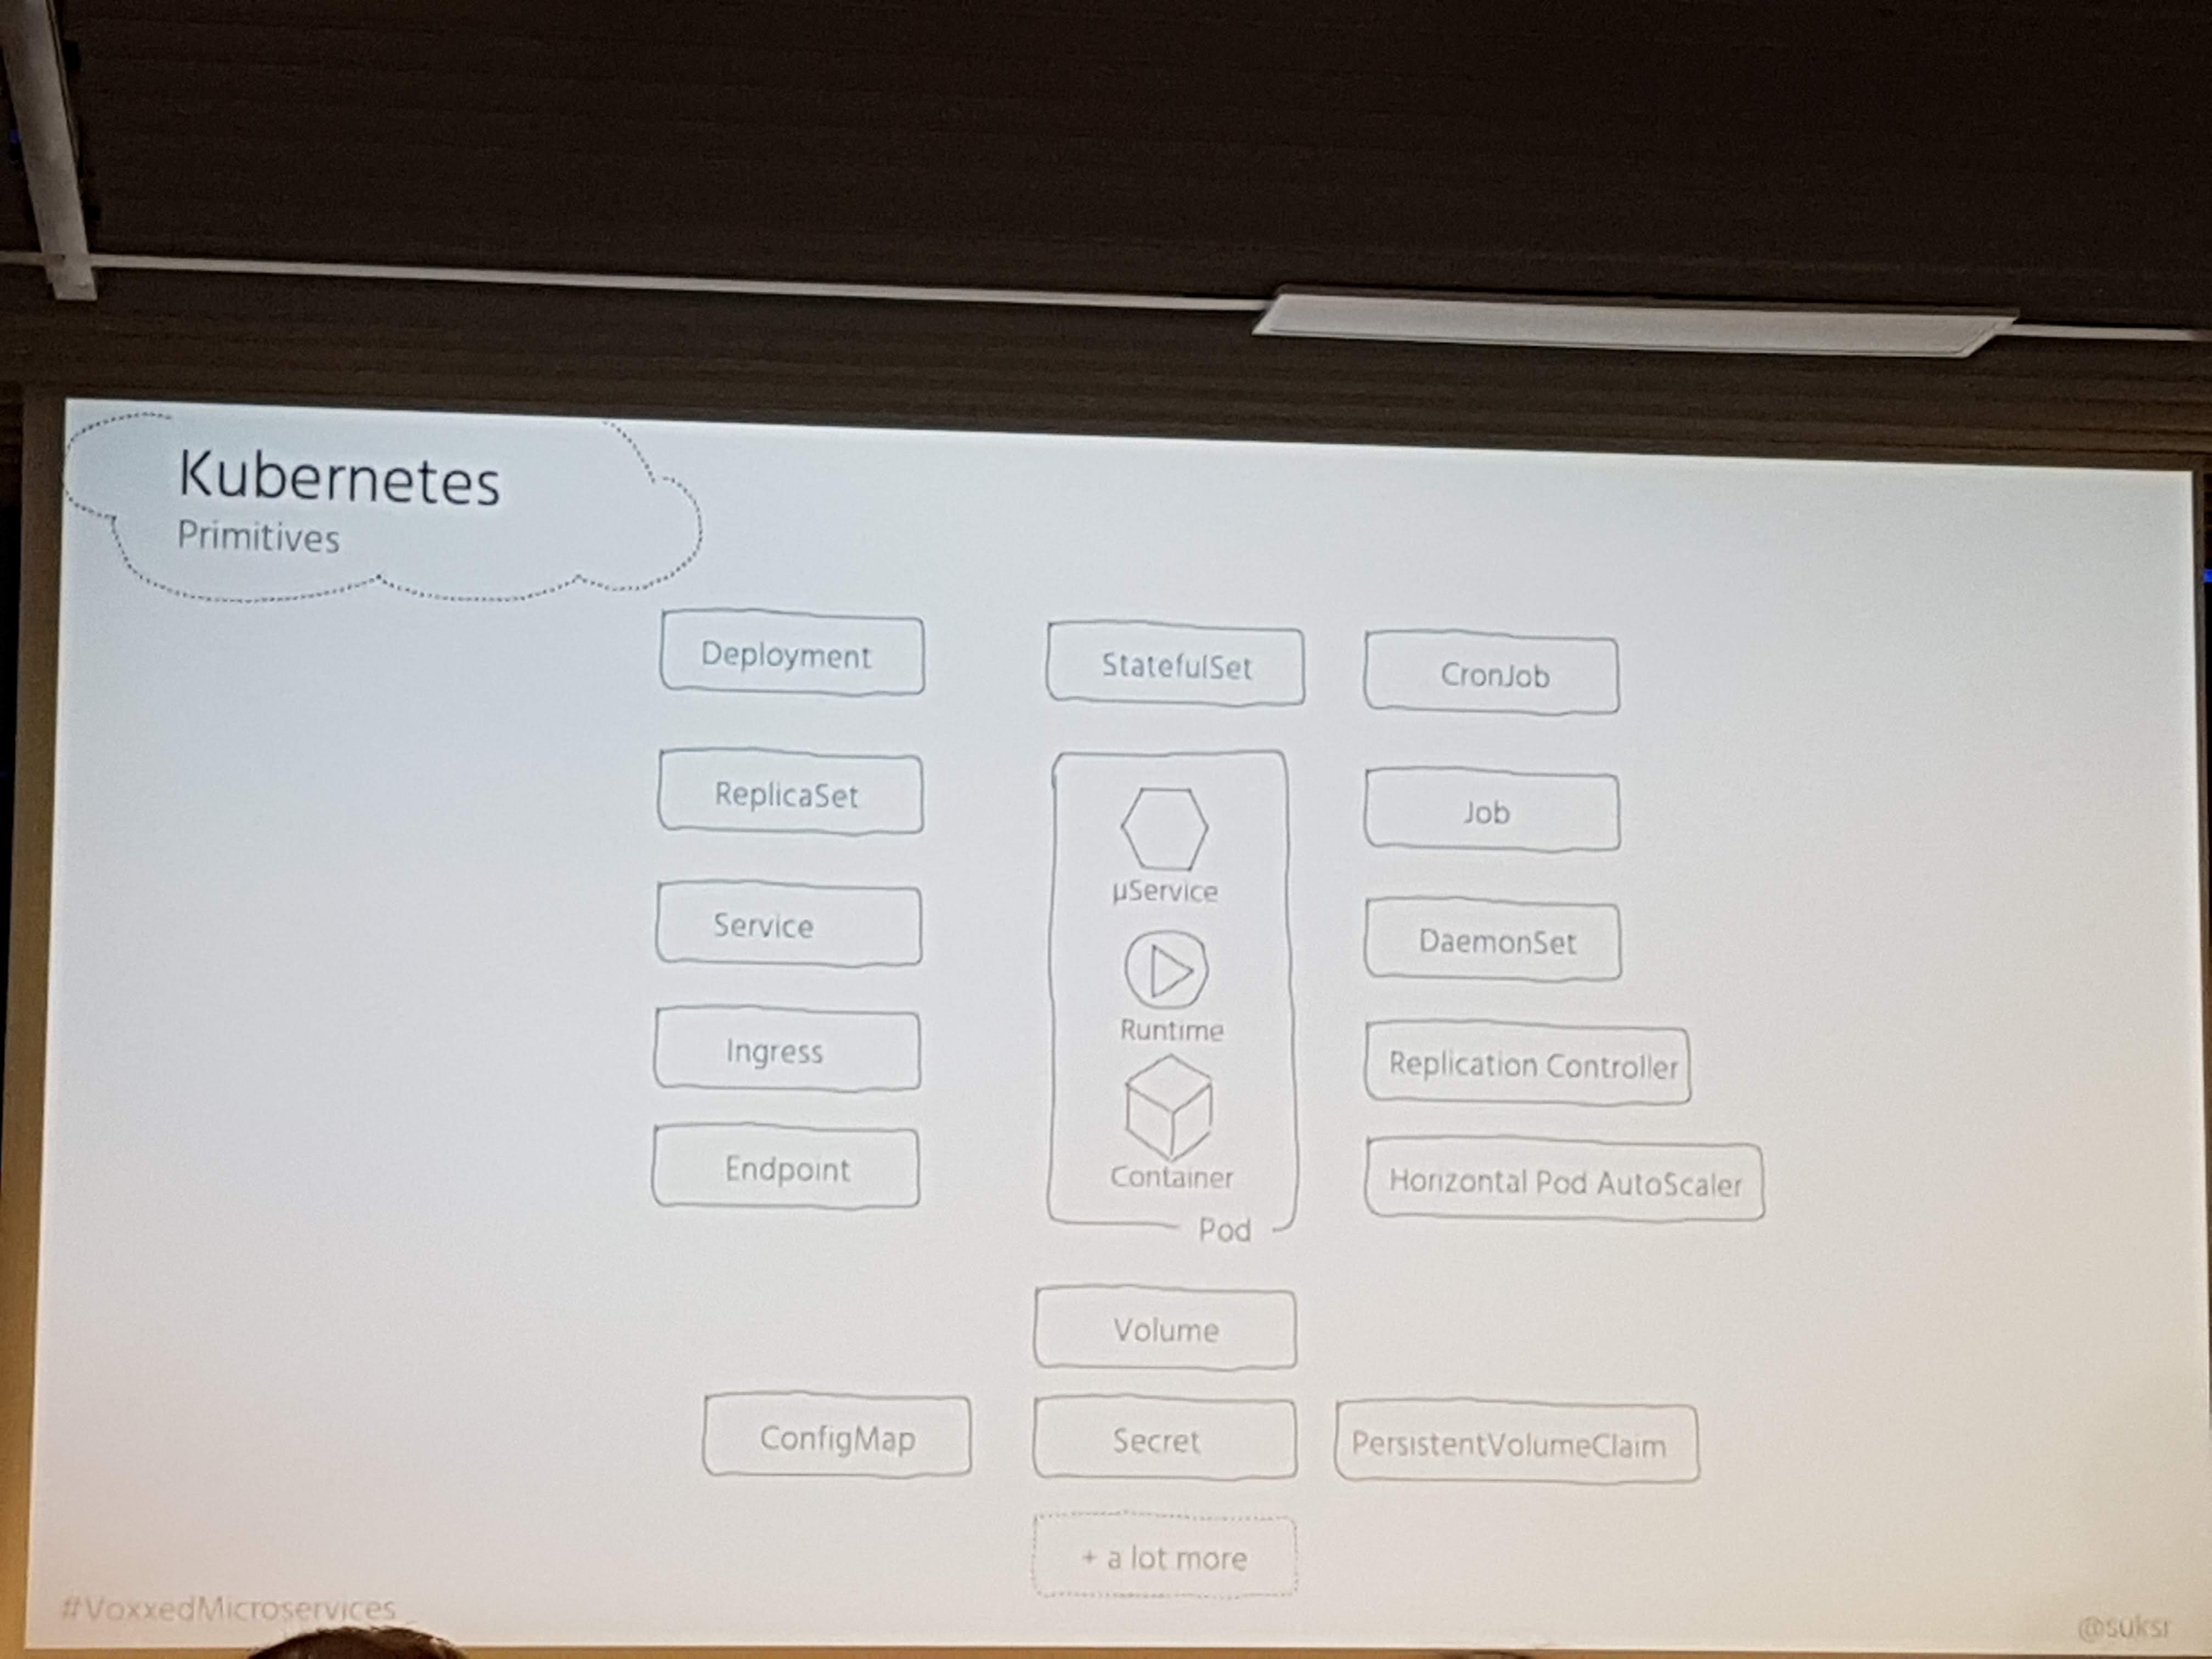 Kubernetes
Primitives
Deployment
StatefulSet
CronJob
ReplicaSet
Job
Service
Ingress
Endpoint
µService
Runtime
Container
Pod
DaemonSet
Replication Controller
Horizontal Pod AutoScaler
Volume
ConfigMap
Secret
PersistentVolumeClaim
+ a lot more
#VoxxedMicroservices
@suksr